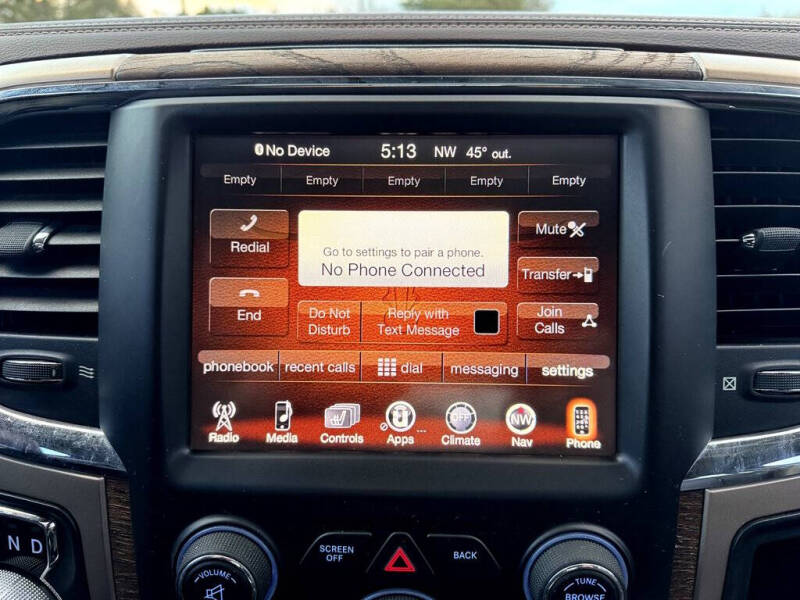 No Device 5:13 NW 45° out.
Empty Empty Empty Empty Empty
Redial
Go to settings to pair a phone.
No Phone Connected
Mute
Transfer
End
Do Not
Disturb
Reply with
Text Message
Join
Calls
phonebook recent calls dial messaging settings
OFF
NW
Radio Media Controls Apps ... Climate Nav Phone
N D
VOLUME
SCREEN
OFF
BACK
TUNE
BROWSE